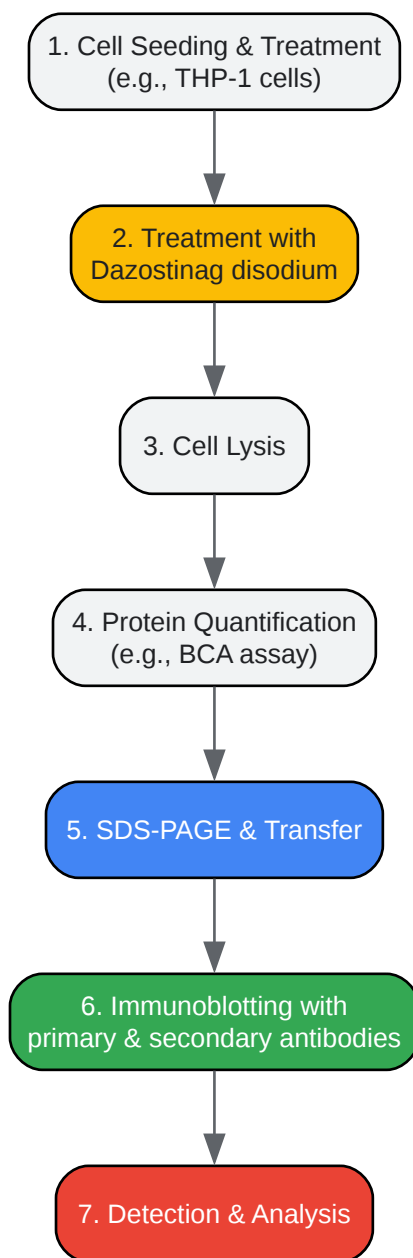 1. Cell Seeding & Treatment
(e.g., THP-1 cells)
2. Treatment with
Dazostinag disodium
3. Cell Lysis
4. Protein Quantification
(e.g., BCA assay)
5. SDS-PAGE & Transfer
6. Immunoblotting with
primary & secondary antibodies
7. Detection & Analysis